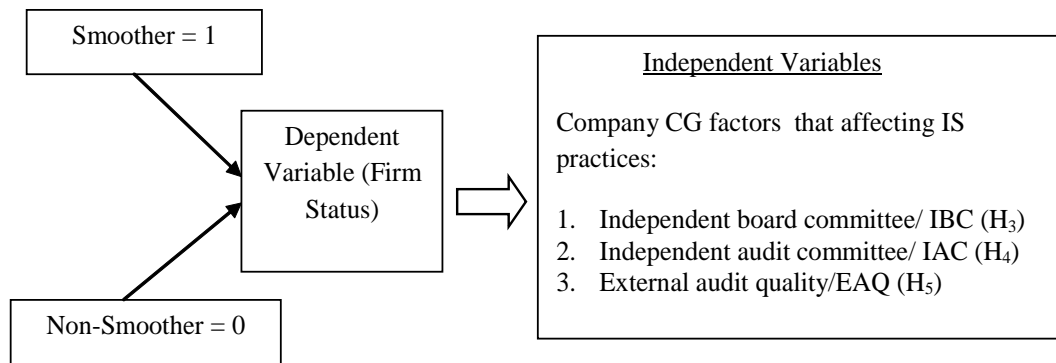 Smoother = 1
Dependent
Variable (Firm
Status)
Non-Smoother = 0
Independent Variables
Company CG factors that affecting IS
practices:
1. Independent board committee/ IBC (H₃)
2. Independent audit committee/ IAC (H₄)
3. External audit quality/EAQ (H₅)